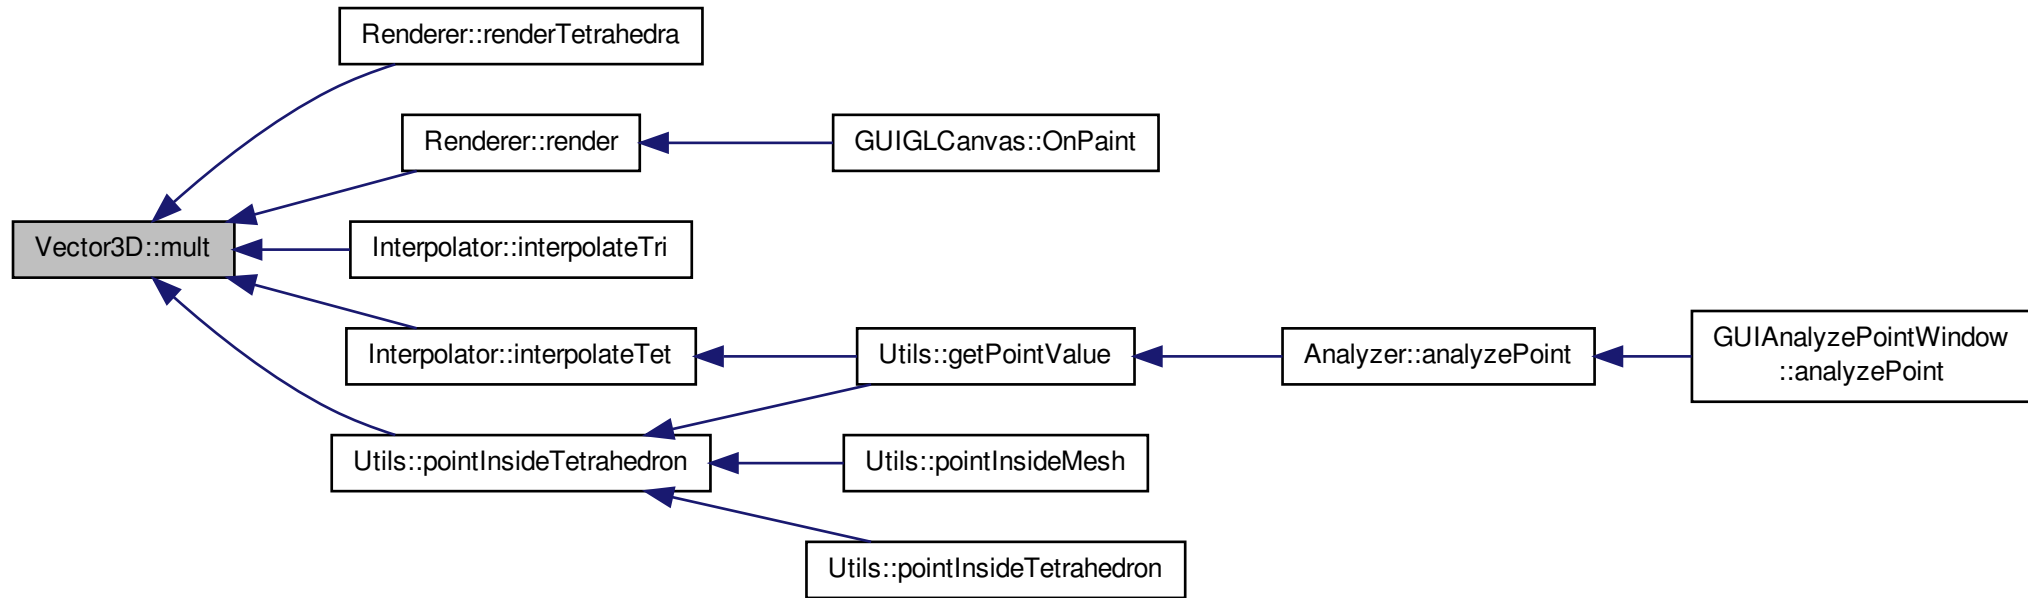 Renderer::renderTetrahedra
Renderer::render
GUIGLCanvas::OnPaint
Vector3D::mult
Interpolator::interpolateTri
Interpolator::interpolateTet
Utils::getPointValue
Analyzer::analyzePoint
GUIAnalyzePointWindow
::analyzePoint
Utils::pointInsideTetrahedron
Utils::pointInsideMesh
Utils::pointInsideTetrahedron